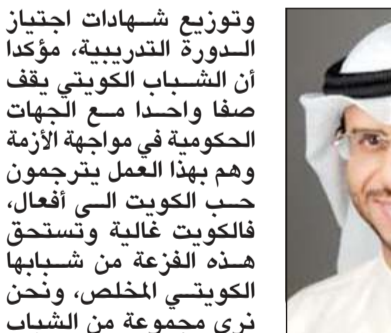 وتوزيع شهادات اجتياز
الدورة التدريبية، مؤكدا
أن الشباب الكويتي يقف
صفا واحدا مع الجهات
الحكومية في مواجهة الأزمة
وهم بهذا العمل يترجمون
حب الكويت الى أفعال،
فالكويت غالية وتستحق
هذه الفزعة من شبابها
الكويتي المخلص، ونحن
نرى مجموعة من الشباب